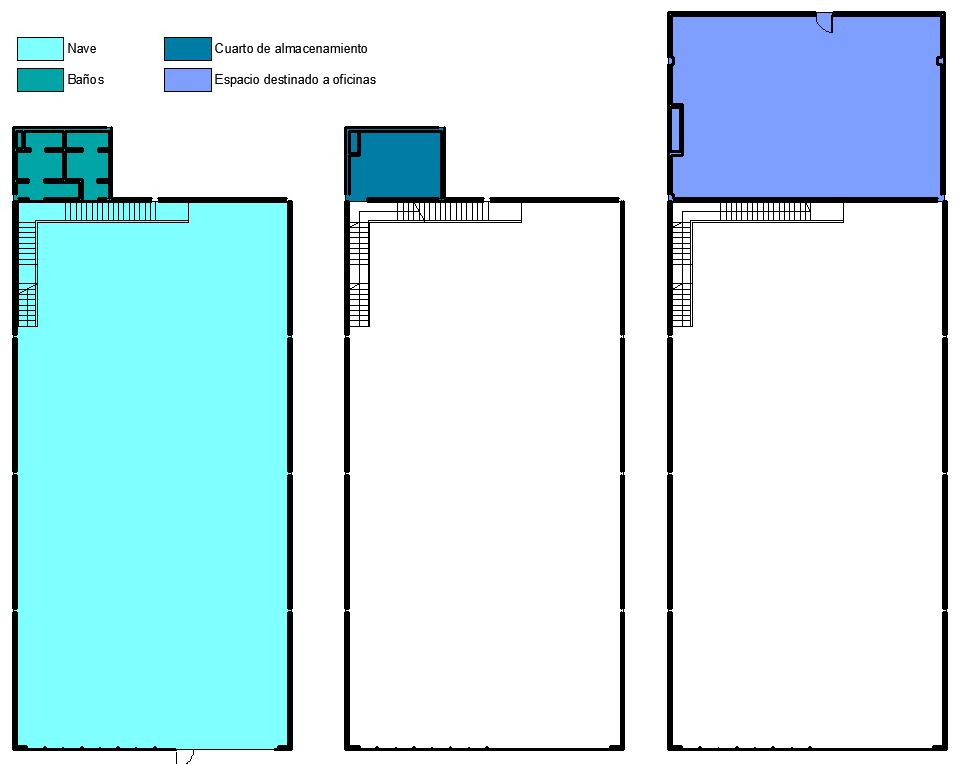 Nave
Cuarto de almacenamiento
Baños
Espacio destinado a oficinas